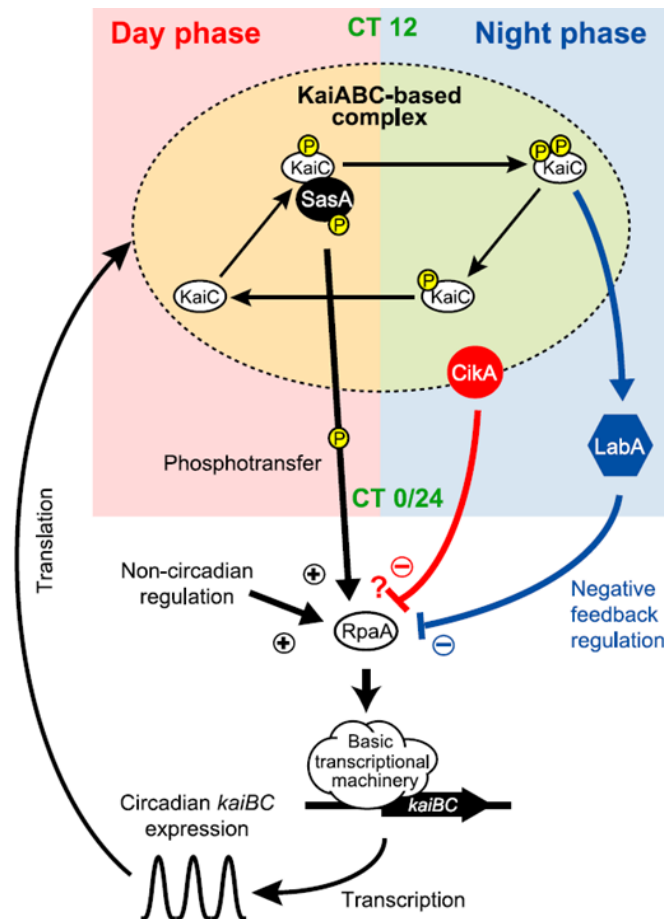 Day phase
CT 12
Night phase
KaiABC-based
complex
P
KaiC
SasA
P
P P
KaiC
KaiC
P
KaiC
CikA
LabA
P
Phosphotransfer
CT 0/24
Translation
Non-circadian
regulation
+
+
?
−
−
RpaA
Negative
feedback
regulation
Basic
transcriptional
machinery
kaiBC
Circadian kaiBC
expression
Transcription